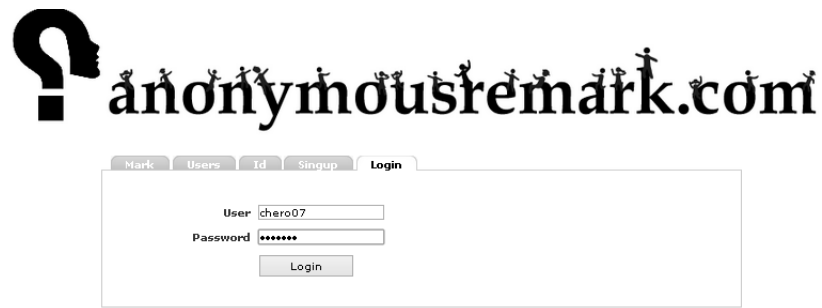 anonymousremark.com
Mark Users Id Singup Login
User chero07
Password •••••••
Login